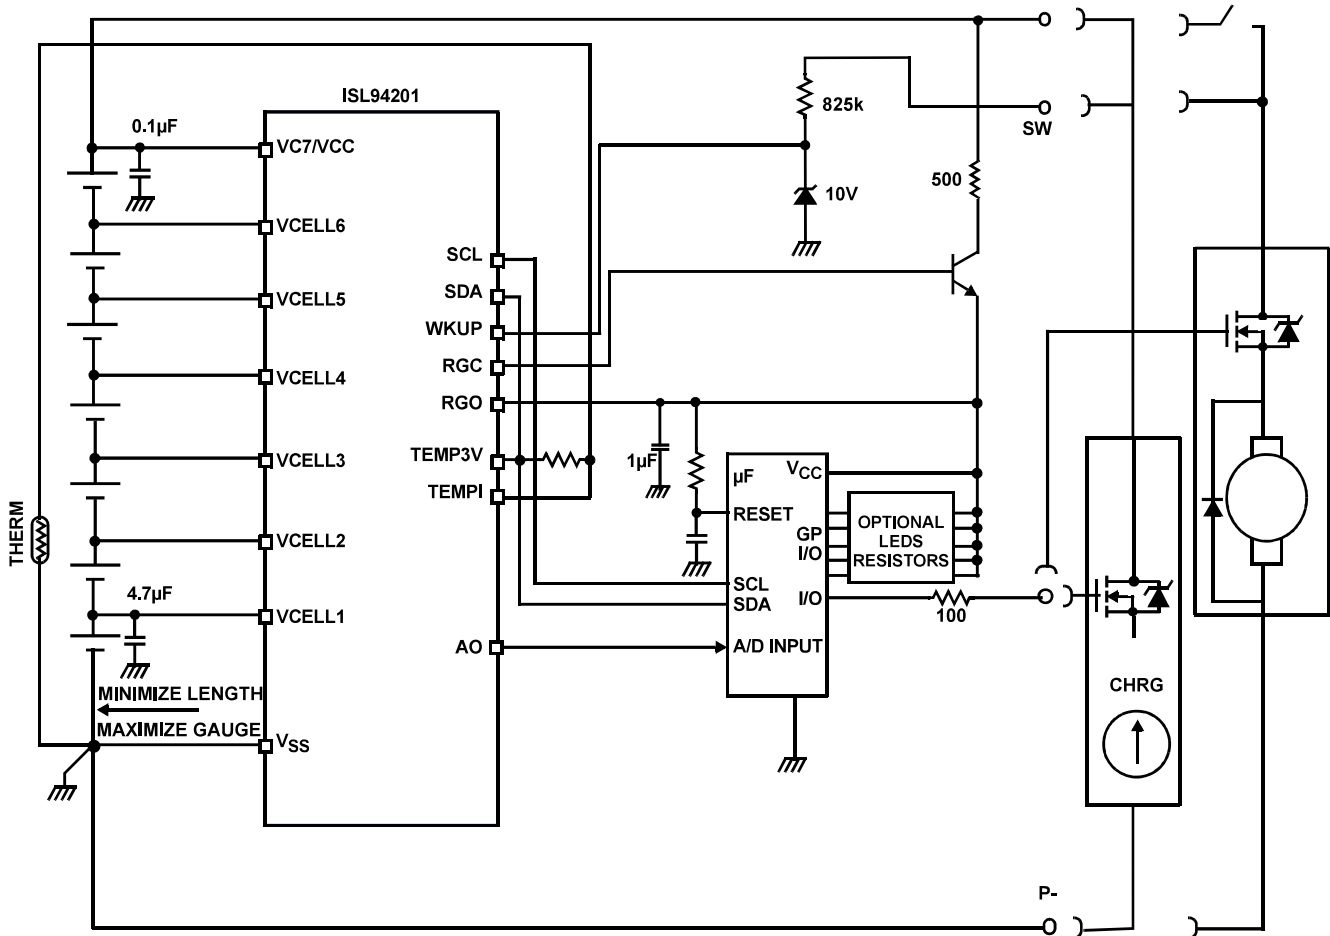 ISL94201
0.1µF
VC7/VCC
VCELL6
VCELL5
VCELL4
VCELL3
VCELL2
VCELL1
4.7µF
THERM
MINIMIZE LENGTH
MAXIMIZE GAUGE
VSS
SCL
SDA
WKUP
RGC
RGO
TEMP3V
TEMPI
AO
825k
10V
500
SW
1µF
µF
VCC
RESET
GP
I/O
SCL
SDA
I/O
A/D INPUT
OPTIONAL
LEDS
RESISTORS
100
CHRG
P-